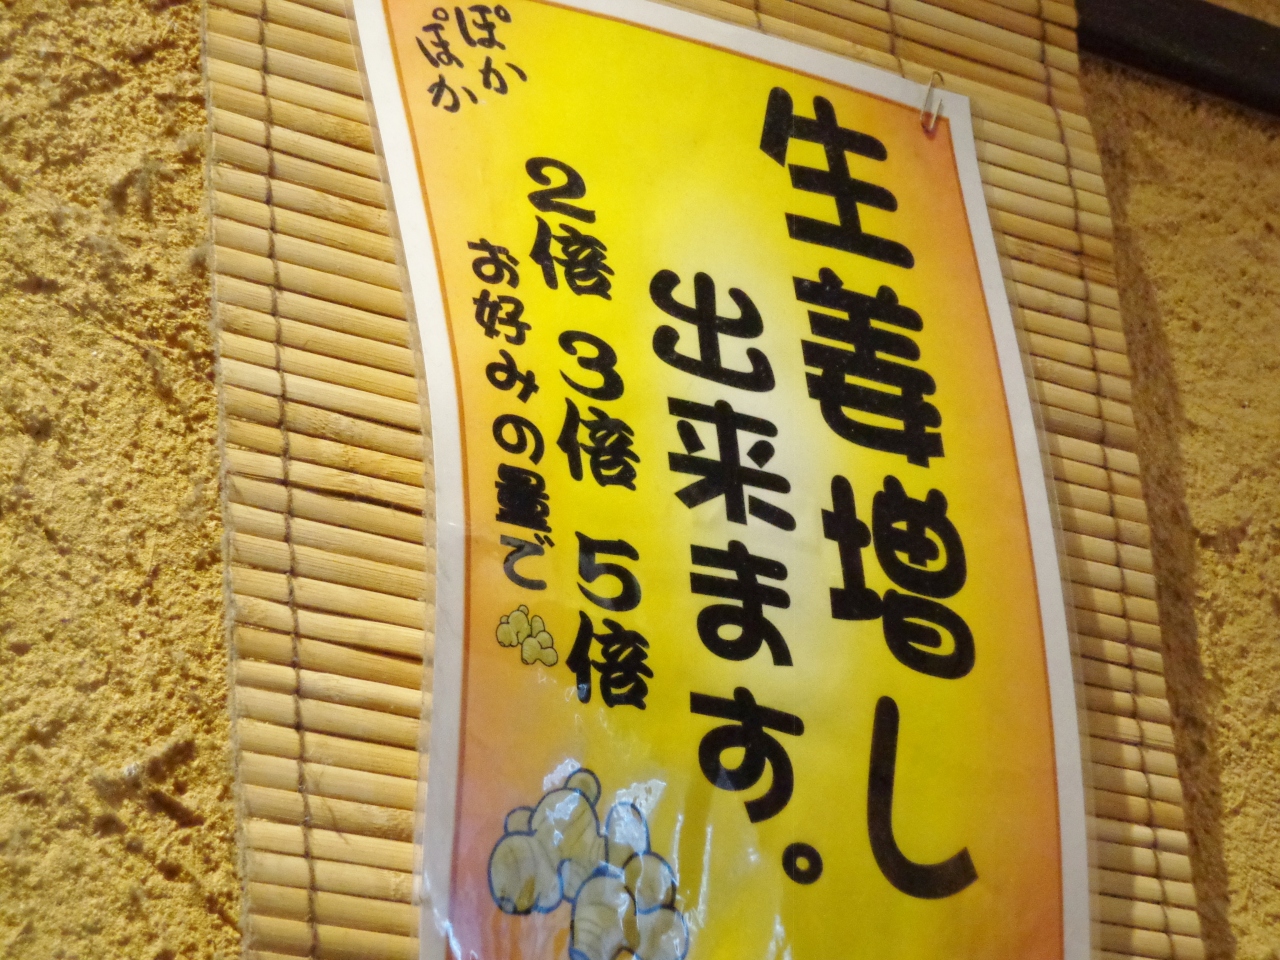 生姜増し
出来ます。
2倍 3倍 5倍
お好みの量で
ぽか
ぽか